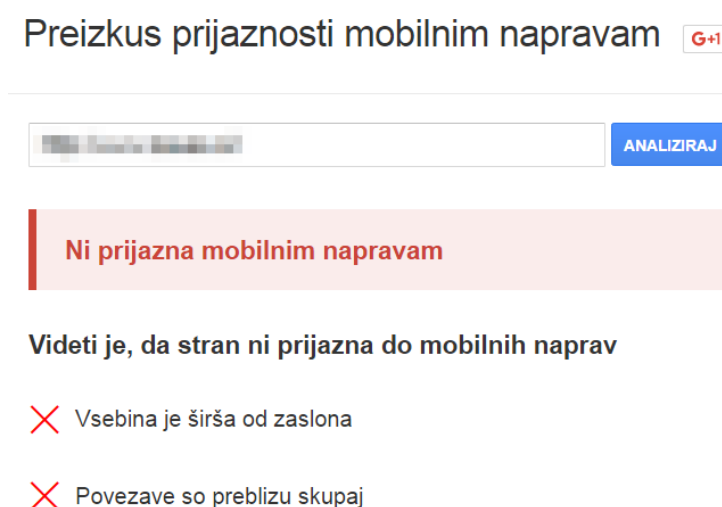 Preizkus prijaznosti mobilnim napravam G+1
ANALIZIRAJ
Ni prijazna mobilnim napravam
Videti je, da stran ni prijazna do mobilnih naprav
Vsebina je širša od zaslona
Povezave so preblizu skupaj